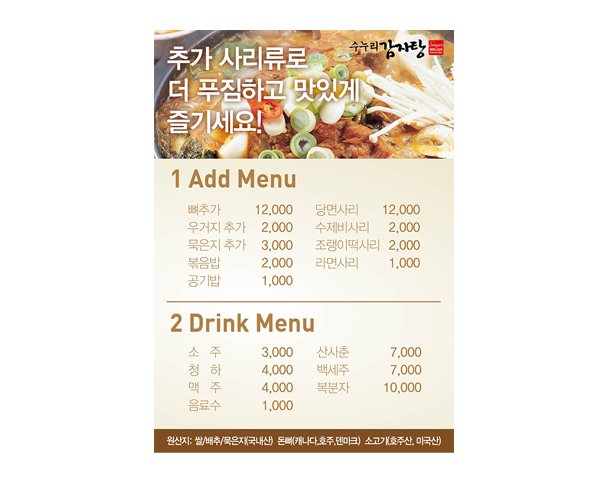 수누리감자탕
추가 사리류로
더 푸짐하고 맛있게
즐기세요!
1 Add Menu
뼈추가 12,000 당면사리 12,000
우거지 추가 2,000 수제비사리 2,000
묵은지 추가 3,000 조랭이떡사리 2,000
볶음밥 2,000 라면사리 1,000
공기밥 1,000
2 Drink Menu
소 주 3,000 산사춘 7,000
청 하 4,000 백세주 7,000
맥 주 4,000 복분자 10,000
음료수 1,000
원산지: 쌀/배추/묵은지(국내산) 돈뼈(캐나다,호주,덴마크) 소고기(호주산, 미국산)